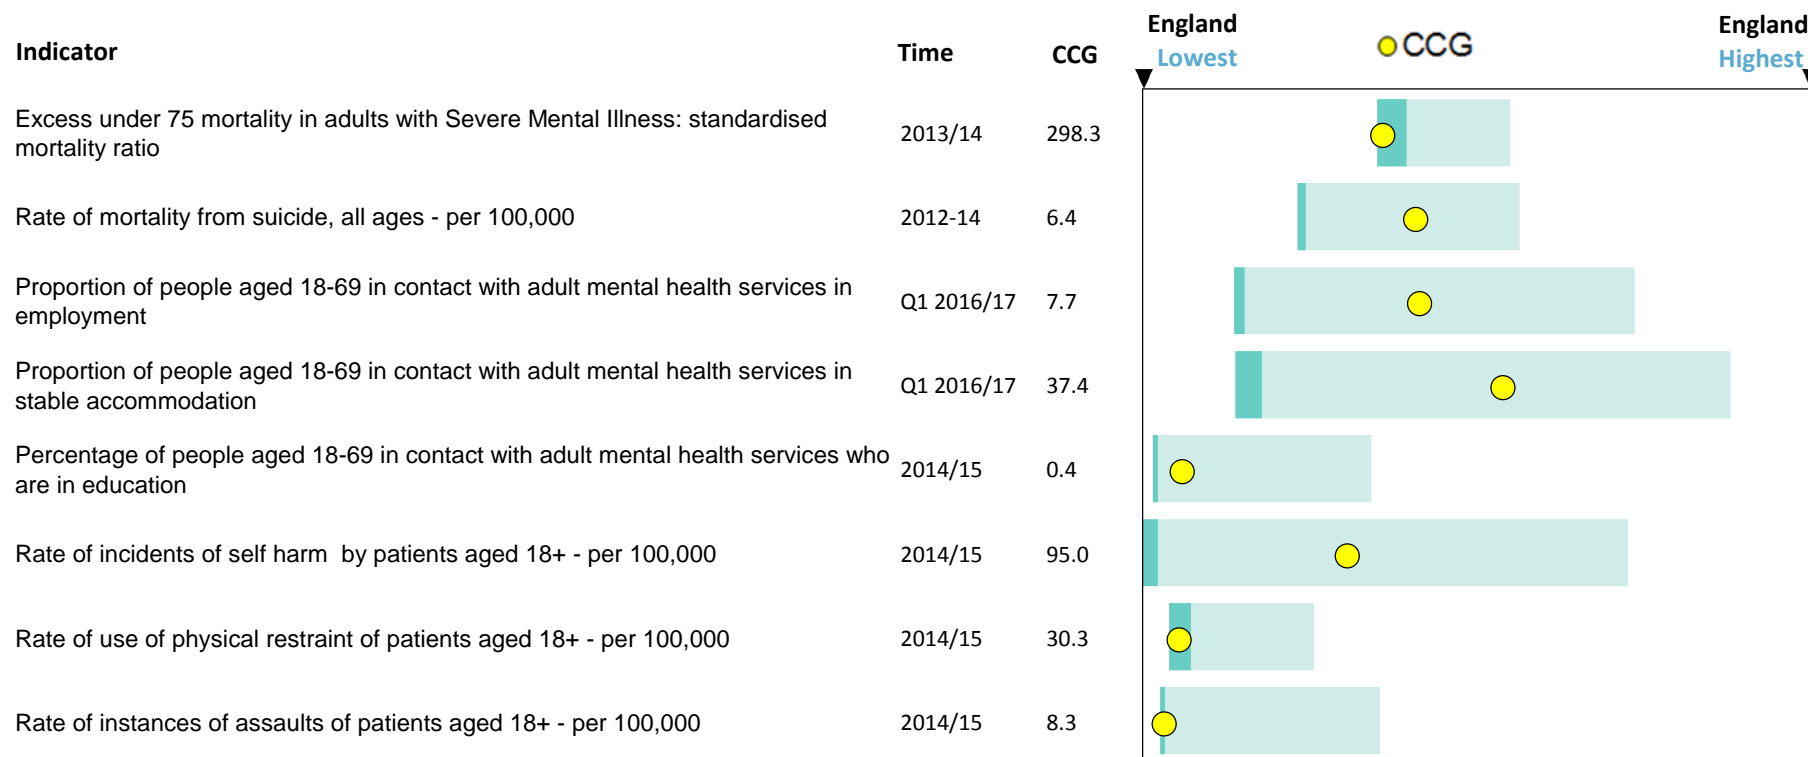 England England
Indicator Time CCG Lowest CCG Highest
Excess under 75 mortality in adults with Severe Mental Illness: standardised
mortality ratio 2013/14 298.3
Rate of mortality from suicide, all ages - per 100,000 2012-14 6.4
Proportion of people aged 18-69 in contact with adult mental health services in
employment Q1 2016/17 7.7
Proportion of people aged 18-69 in contact with adult mental health services in
stable accommodation Q1 2016/17 37.4
Percentage of people aged 18-69 in contact with adult mental health services who
are in education 2014/15 0.4
Rate of incidents of self harm  by patients aged 18+ - per 100,000 2014/15 95.0
Rate of use of physical restraint of patients aged 18+ - per 100,000 2014/15 30.3
Rate of instances of assaults of patients aged 18+ - per 100,000 2014/15 8.3